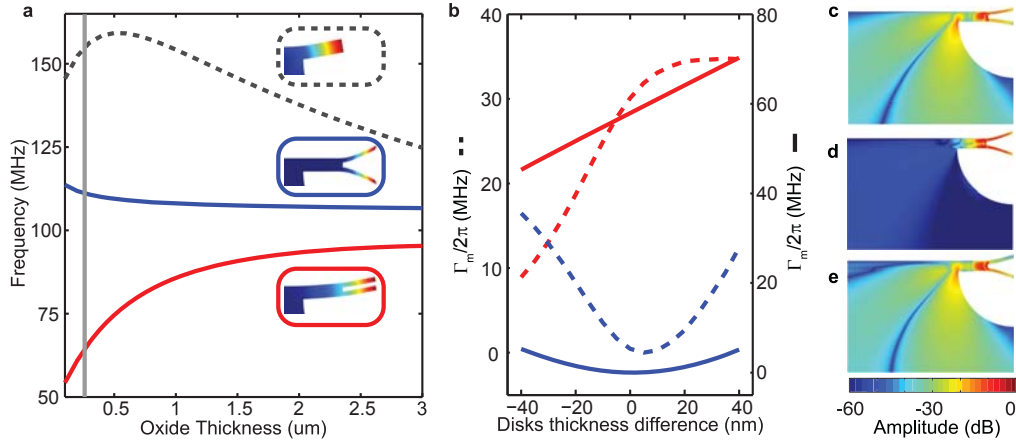 a
Frequency (MHz)
150
125
100
75
50
0.5
1
1.5
2
2.5
3
Oxide Thickness (um)
b
Γm/2π (MHz)
40
30
20
10
0
−40
−20
0
20
40
Disks thickness difference (nm)
80
60
40
20
0
Γm/2π (MHz)
c
d
e
-60
-30
0
Amplitude (dB)